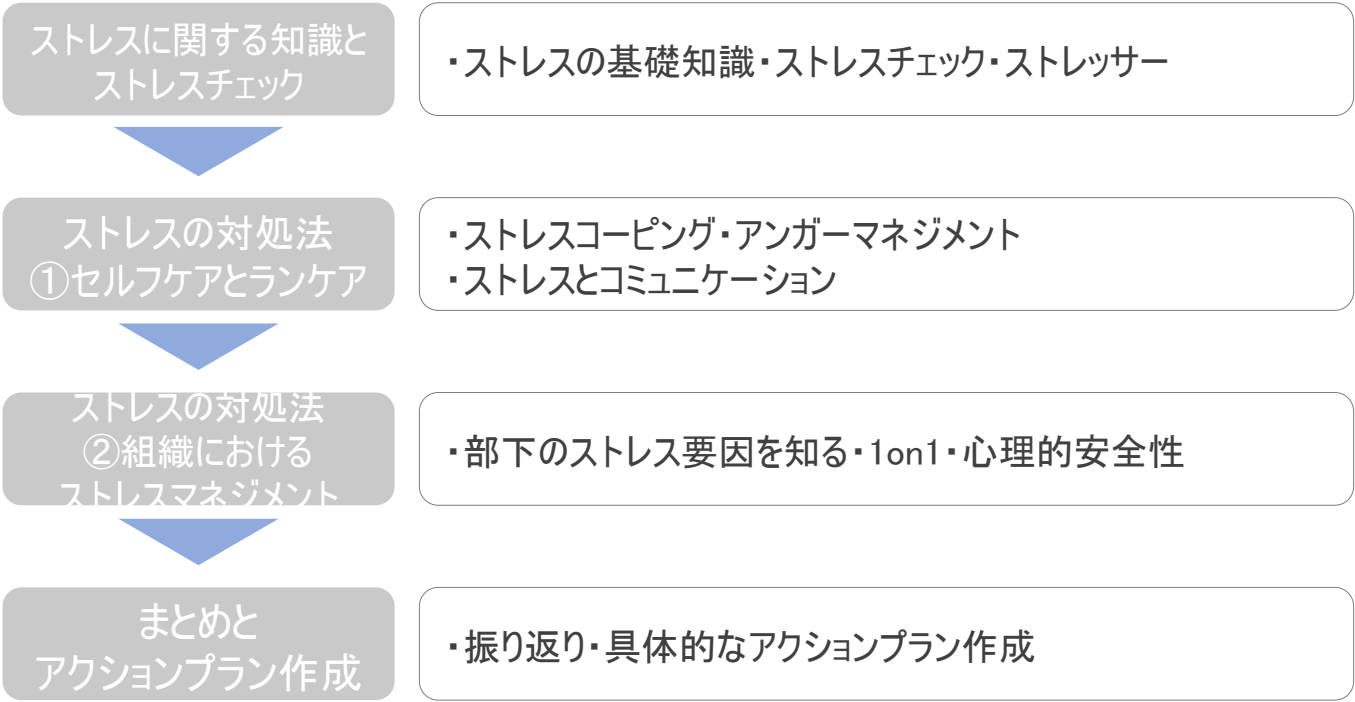 ストレスに関する知識と
ストレスチェック
・ストレスの基礎知識・ストレスチェック・ストレッサー
ストレスの対処法
①セルフケアとランケア
・ストレスコーピング・アンガーマネジメント
・ストレスとコミュニケーション
ストレスの対処法
②組織における
ストレスマネジメント
・部下のストレス要因を知る・1on1・心理的安全性
まとめと
アクションプラン作成
・振り返り・具体的なアクションプラン作成